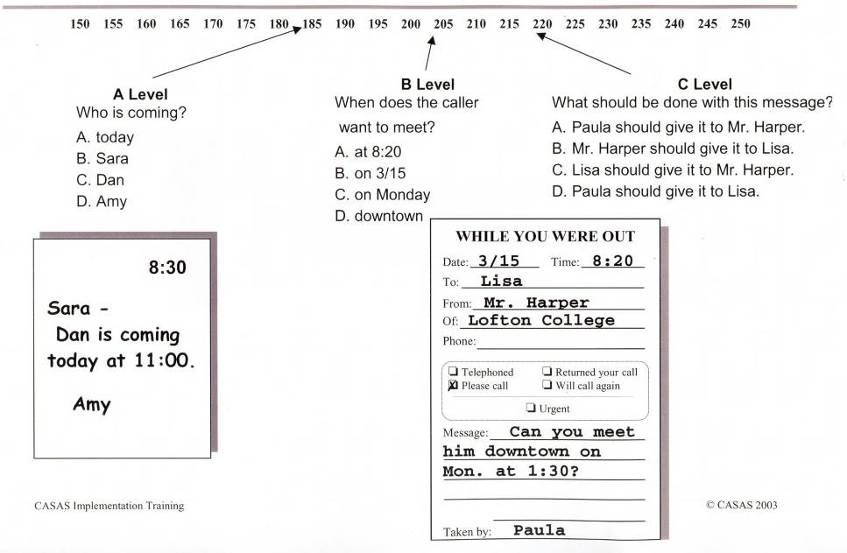 150 155 160 165 170 175 180 185 190 195 200 205 210 215 220 225 230 235 240 245 250
A Level
Who is coming?
A. today
B. Sara
C. Dan
D. Amy
B Level
When does the caller
want to meet?
A. at 8:20
B. on 3/15
C. on Monday
D. downtown
C Level
What should be done with this message?
A. Paula should give it to Mr. Harper.
B. Mr. Harper should give it to Lisa.
C. Lisa should give it to Mr. Harper.
D. Paula should give it to Lisa.
8:30
Sara -
Dan is coming
today at 11:00.
Amy
WHILE YOU WERE OUT
Date: 3/15 Time: 8:20
To: Lisa
From: Mr. Harper
Of: Lofton College
Phone:
Telephoned Returned your call
Please call Will call again
Urgent
Message: Can you meet
him downtown on
Mon. at 1:30?
Taken by: Paula
CASAS Implementation Training
© CASAS 2003